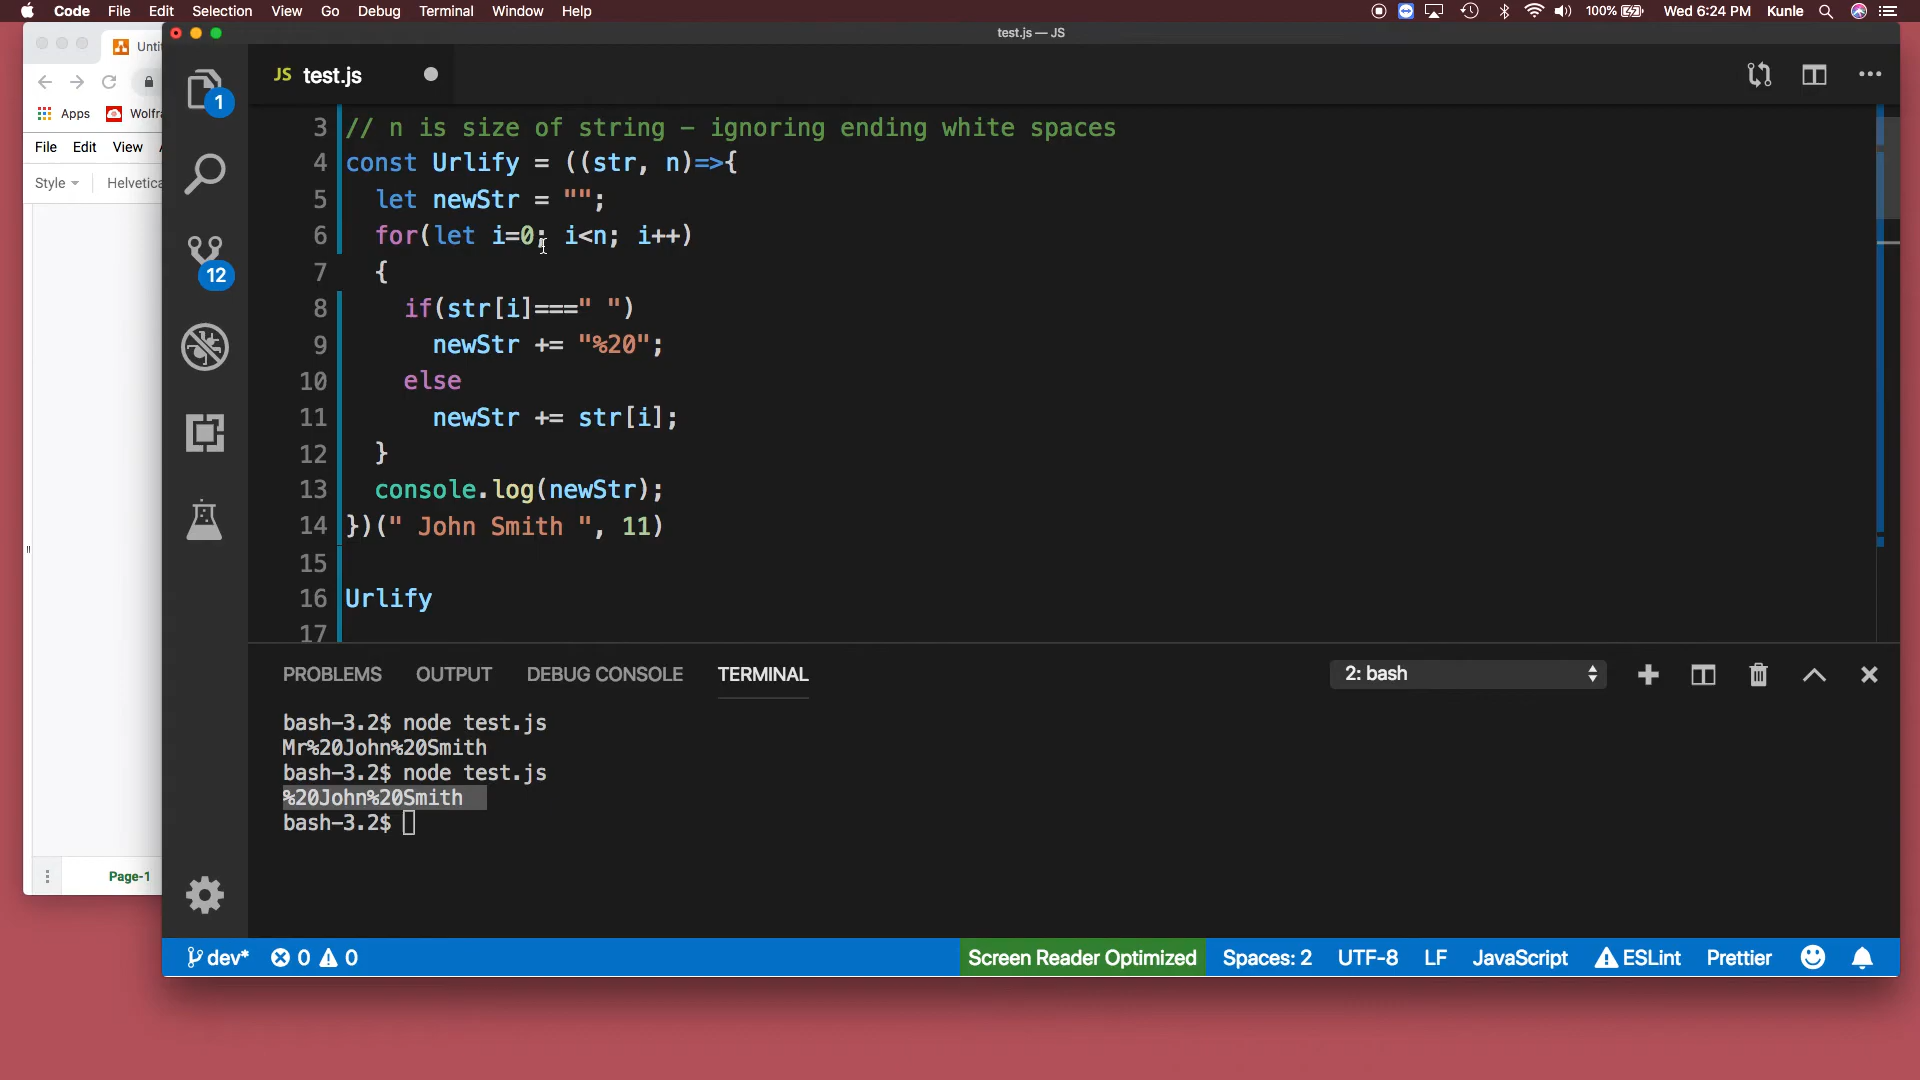 Code File Edit Selection View Go Debug Terminal Window Help 100% Wed 6:24 PM Kunle
test.js — JS
JS test.js
Apps
File Edit View
Style
1
12
3 // n is size of string - ignoring ending white spaces
4 const Urlify = ((str, n)=>{
5 let newStr = "";
6 for(let i=0; i<n; i++)
7 {
8 if(str[i]===" ")
9 newStr += "%20";
10 else
11 newStr += str[i];
12 }
13 console.log(newStr);
14 })(" John Smith ", 11)
15
16 Urlify
17
PROBLEMS OUTPUT DEBUG CONSOLE TERMINAL 2: bash
bash-3.2$ node test.js
Mr%20John%20Smith
bash-3.2$ node test.js
%20John%20Smith
bash-3.2$
Page-1
dev* 0 0 Screen Reader Optimized Spaces: 2 UTF-8 LF JavaScript ESLint Prettier